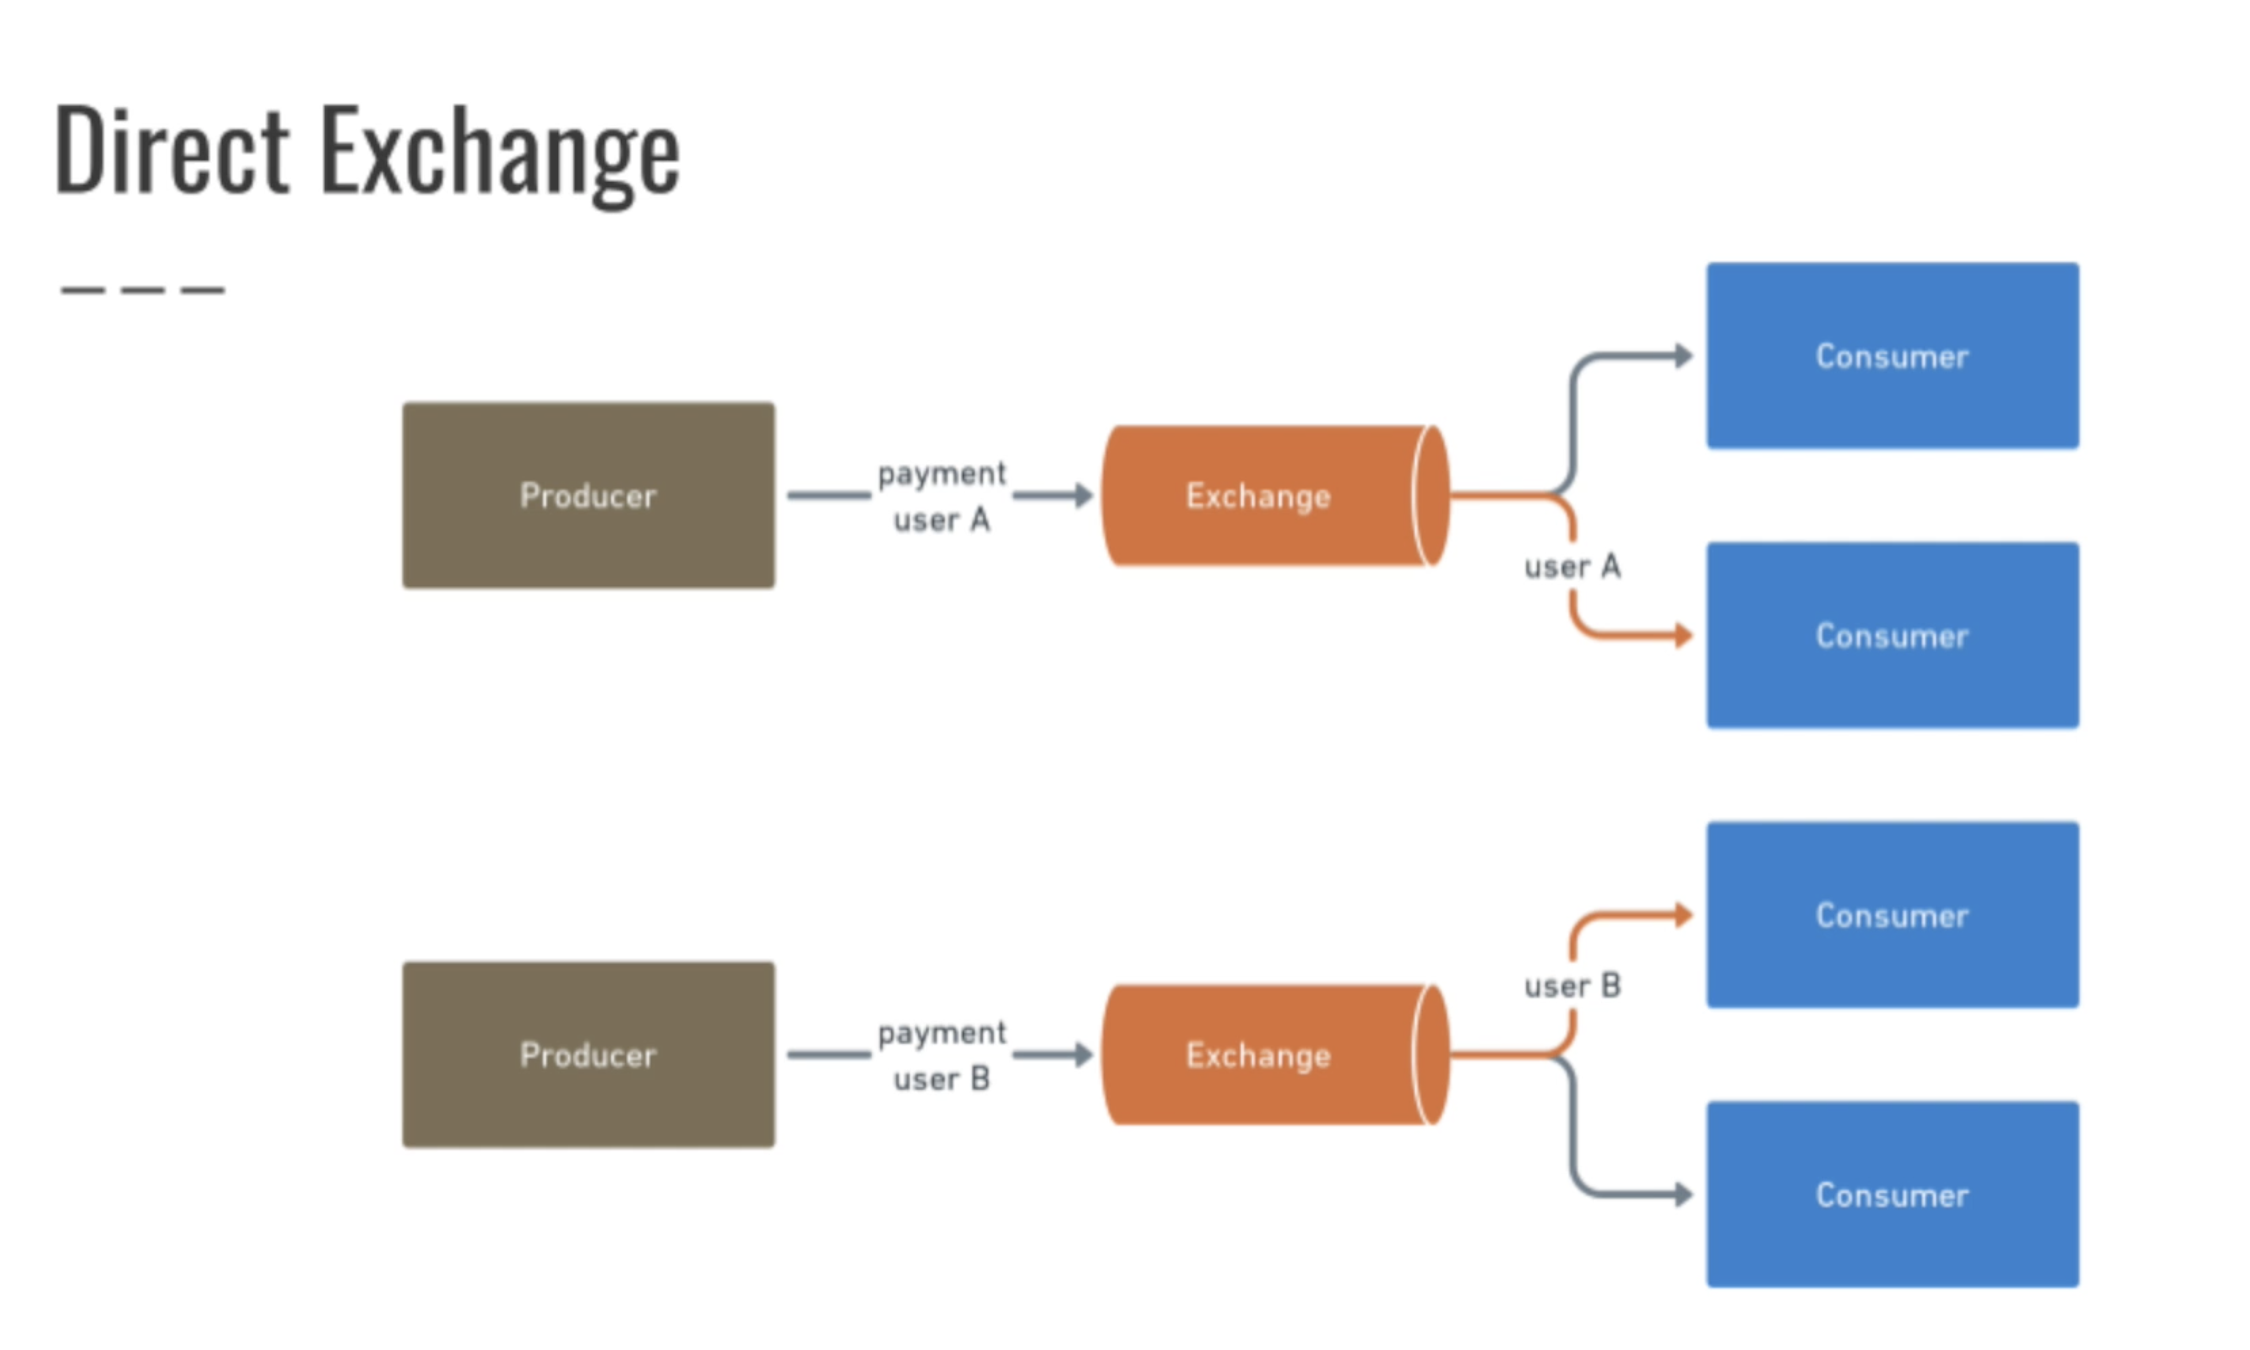 Direct Exchange
Consumer
Producer
payment
user A
Exchange
user A
Consumer
Consumer
Producer
payment
user B
Exchange
user B
Consumer